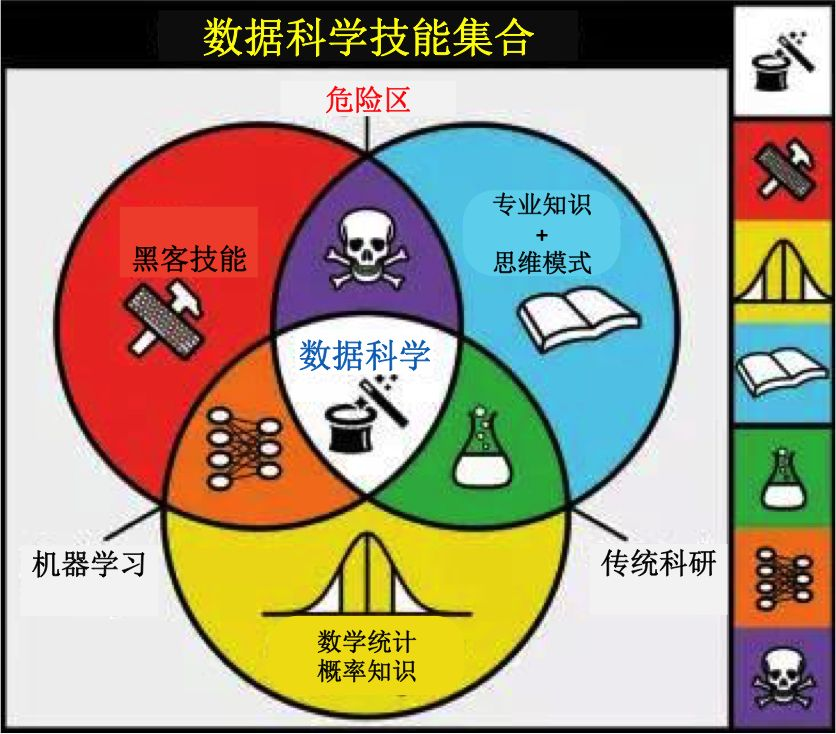 数据科学技能集合
危险区
专业知识
+
思维模式
黑客技能
数据科学
机器学习
传统科研
数学统计
概率知识